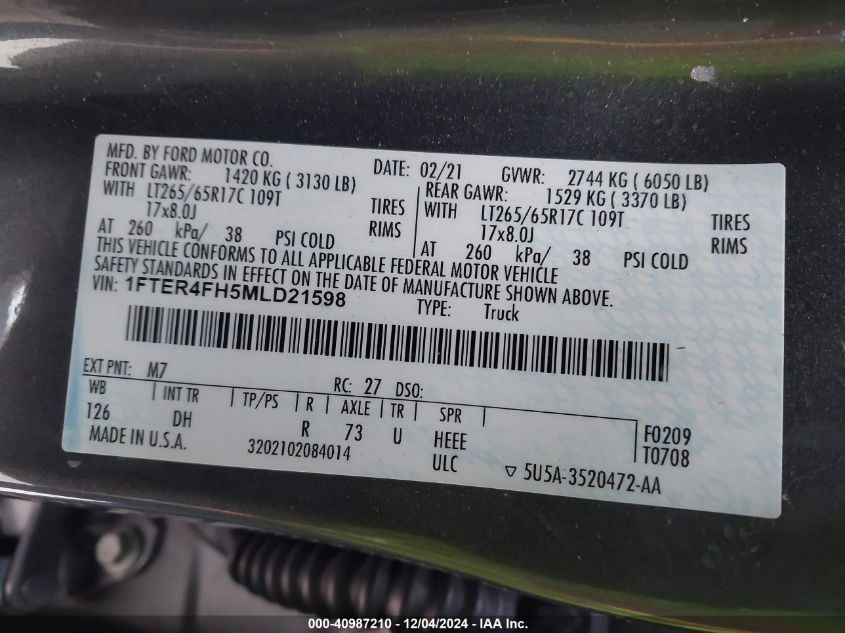 MFD. BY FORD MOTOR CO. DATE: 02/21 GVWR: 2744 KG ( 6050 LB)
FRONT GAWR: 1420 KG ( 3130 LB) REAR GAWR: 1529 KG ( 3370 LB)
WITH LT265/65R17C 109T TIRES WITH LT265/65R17C 109T TIRES
17x8.0J RIMS 17x8.0J RIMS
AT 260 kPa/ 38 PSI COLD AT 260 kPa/ 38 PSI COLD
THIS VEHICLE CONFORMS TO ALL APPLICABLE FEDERAL MOTOR VEHICLE
SAFETY STANDARDS IN EFFECT ON THE DATE OF MANUFACTURE SHOWN ABOVE.
VIN: 1FTER4FH5MLD21598 TYPE: Truck
EXT PNT: M7 RC: 27 DSO:
WB INT TR TP/PS R AXLE TR SPR
126 DH R 73 U HEEE F0209
MADE IN U.S.A. 3202102084014 ULC T0708
▽ 5U5A-3520472-AA
000-40987210 - 12/04/2024 - IAA Inc.